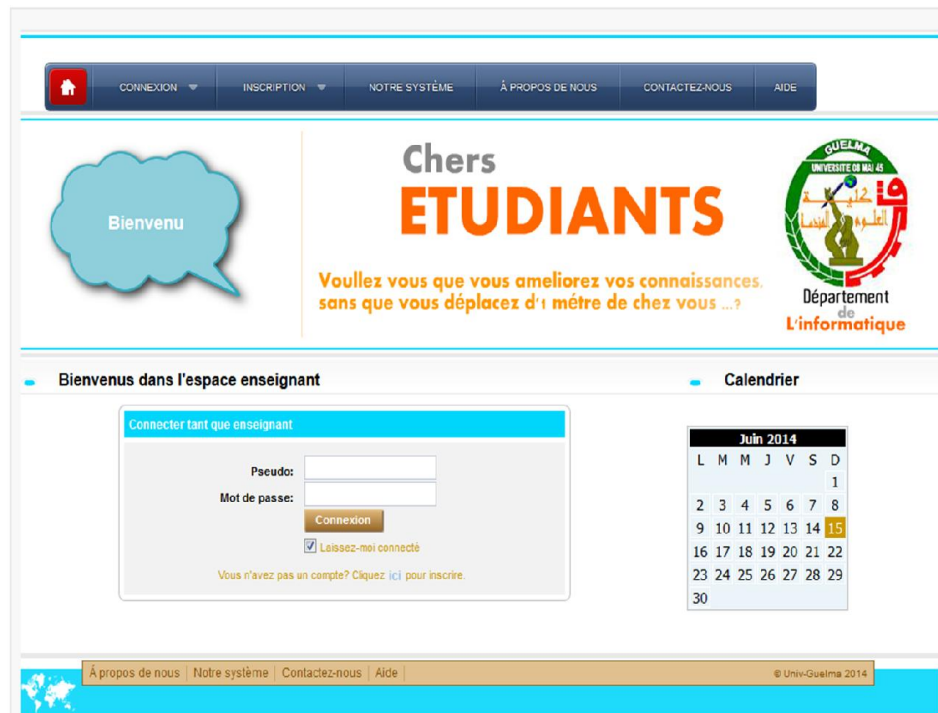 CONNEXION INSCRIPTION NOTRE SYSTÈME À PROPOS DE NOUS CONTACTEZ-NOUS AIDE
Bienvenu
Chers
ETUDIANTS
Voullez vous que vous ameliorez vos connaissances.
sans que vous déplacez d'1 métre de chez vous ...?
GUELMA
UNIVERSITE 08 MAI 45
كلية
العلوم
Département
de
L'informatique
Bienvenus dans l'espace enseignant
Connecter tant que enseignant
Pseudo:
Mot de passe:
Connexion
Laissez-moi connecté
Vous n'avez pas un compte? Cliquez ici pour inscrire.
Calendrier
Juin 2014
L M M J V S D
1
2 3 4 5 6 7 8
9 10 11 12 13 14 15
16 17 18 19 20 21 22
23 24 25 26 27 28 29
30
Á propos de nous | Notre système | Contactez-nous | Aide |
© Univ-Guelma 2014